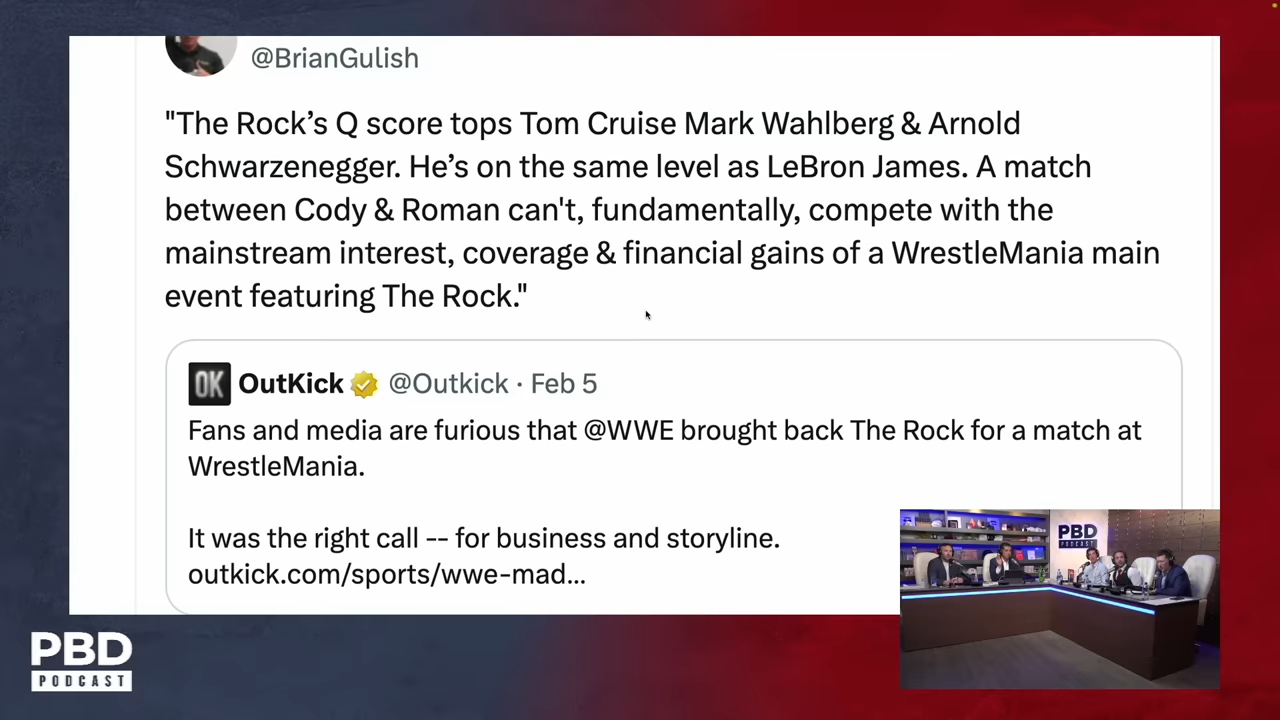 @BrianGulish
"The Rock’s Q score tops Tom Cruise Mark Wahlberg & Arnold
Schwarzenegger. He’s on the same level as LeBron James. A match
between Cody & Roman can't, fundamentally, compete with the
mainstream interest, coverage & financial gains of a WrestleMania main
event featuring The Rock."
OK OutKick @Outkick · Feb 5
Fans and media are furious that @WWE brought back The Rock for a match at
WrestleMania.
It was the right call -- for business and storyline.
outkick.com/sports/wwe-mad...
PBD
PODCAST
PBD
PODCAST